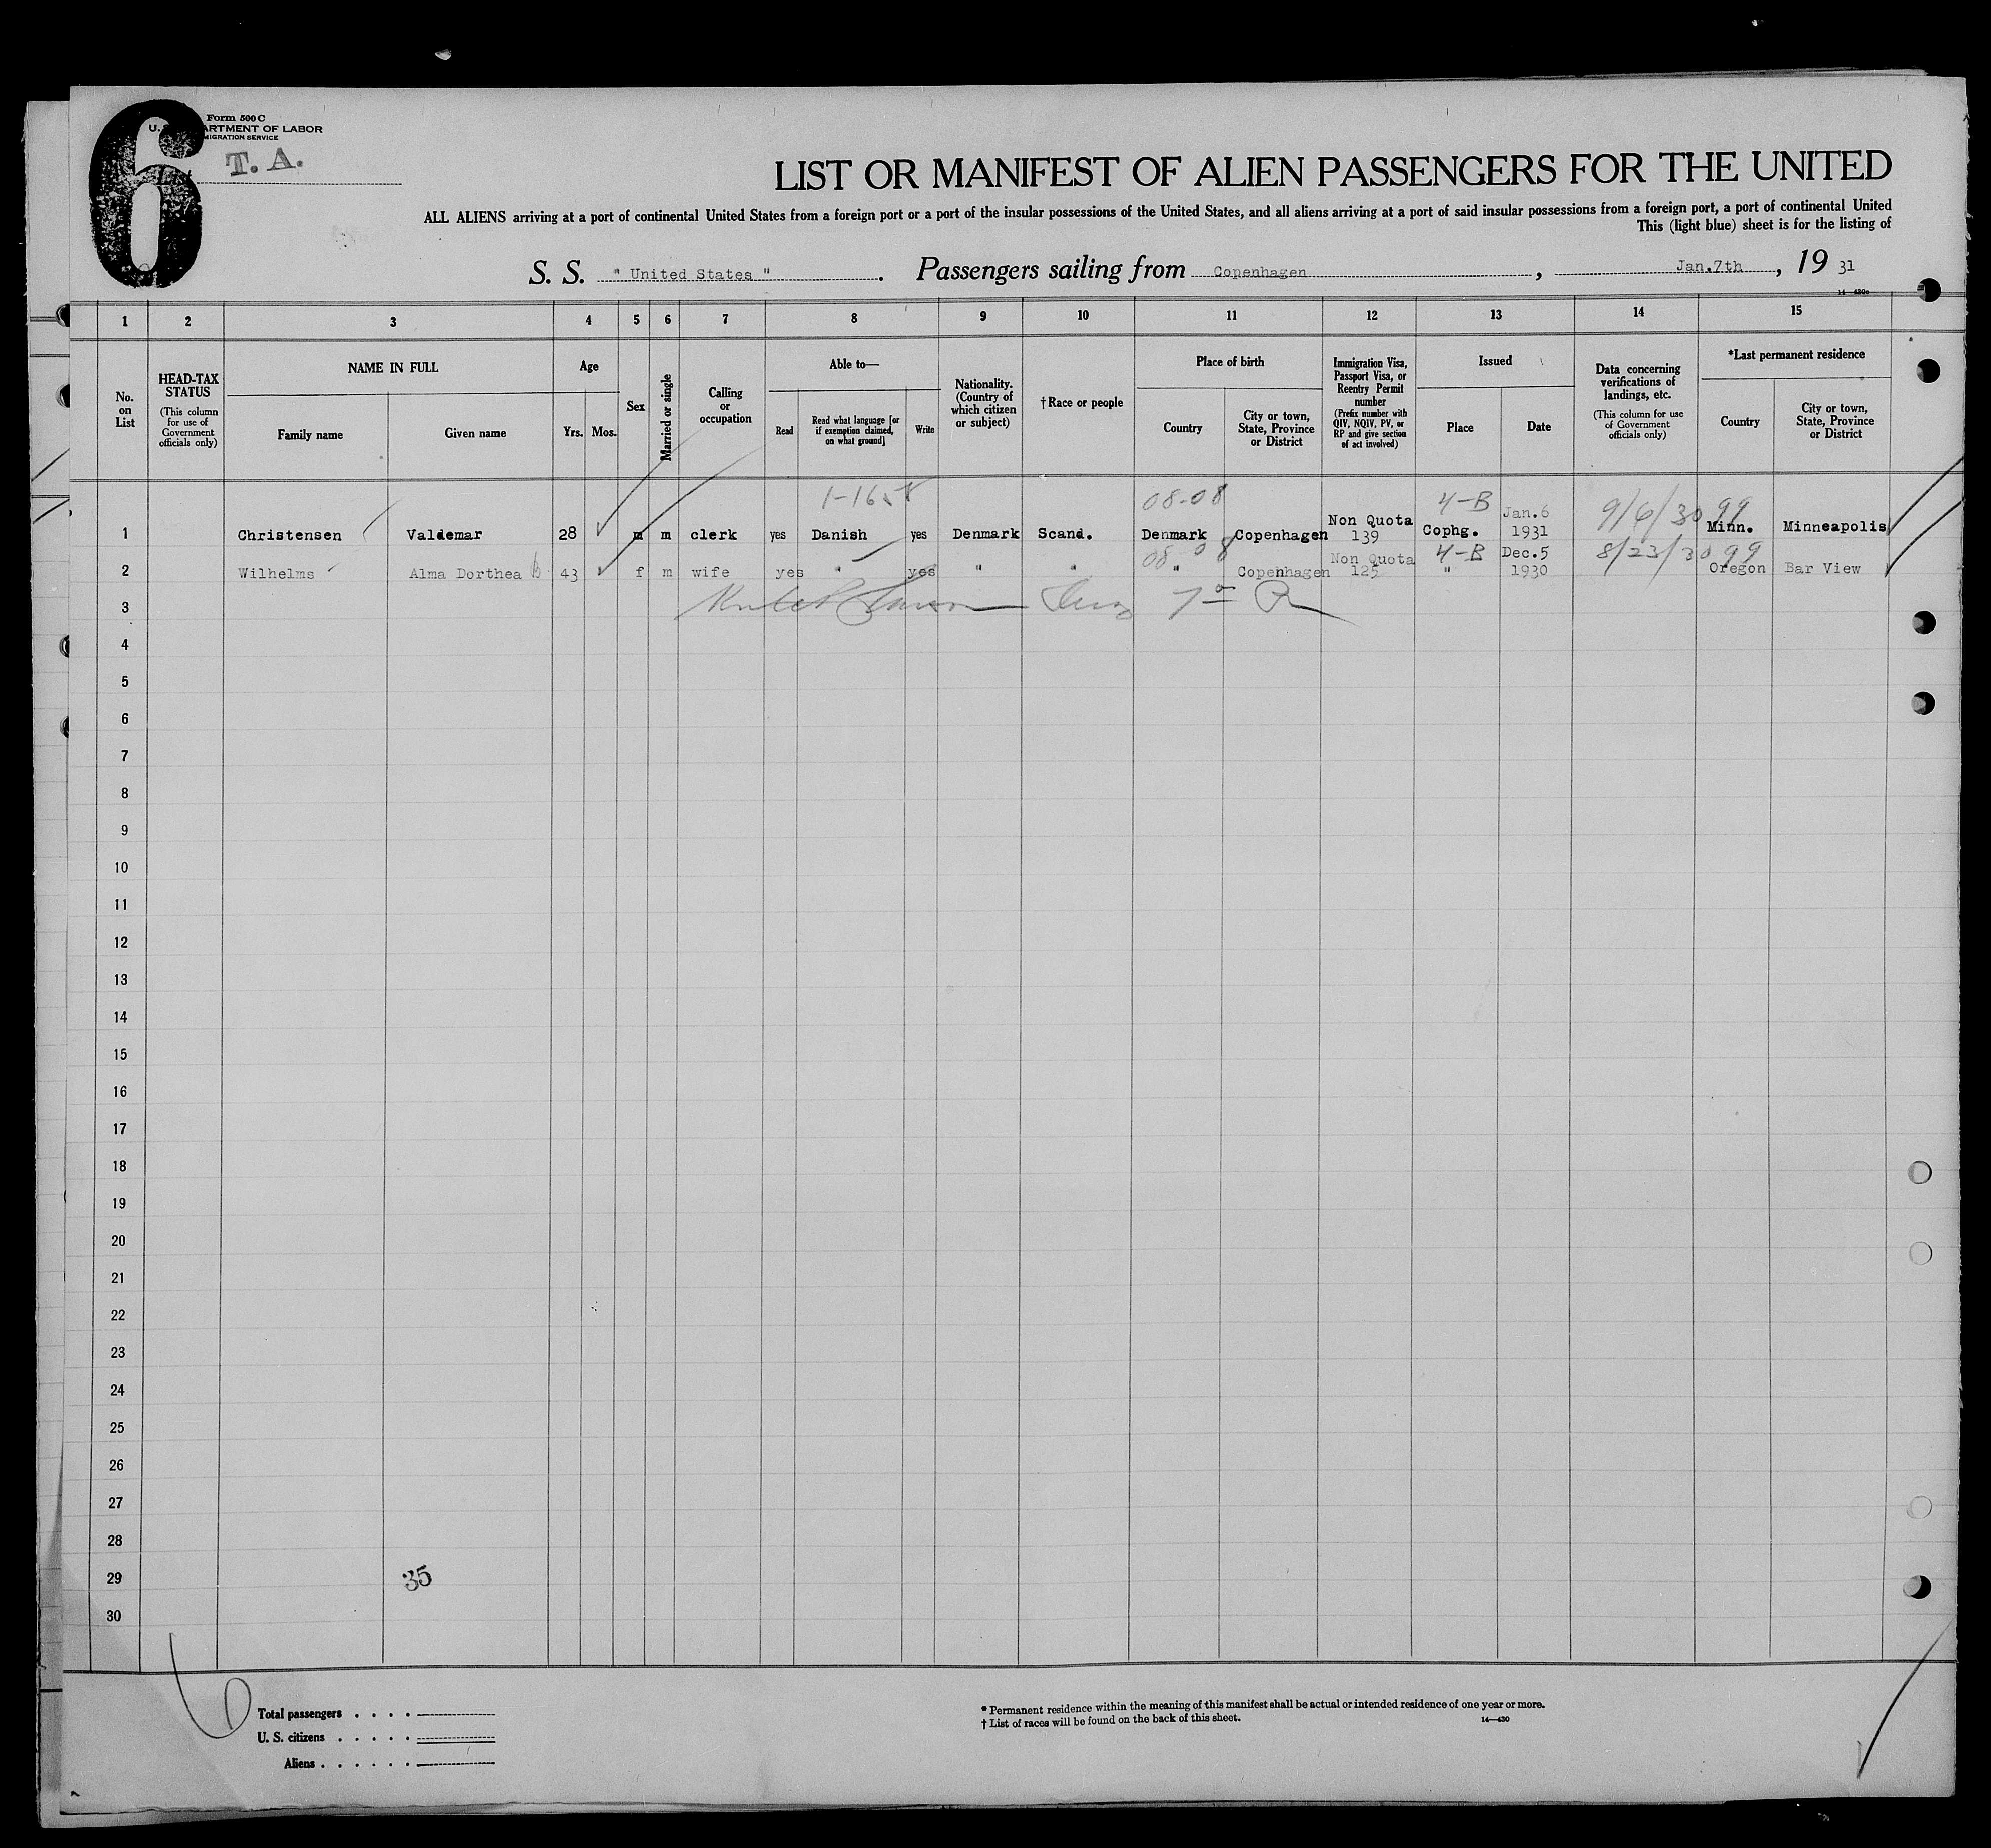 6
Form 500 C
U. S. DEPARTMENT OF LABOR
IMMIGRATION SERVICE
List T. A.
LIST OR MANIFEST OF ALIEN PASSENGERS FOR THE UNITED
ALL ALIENS arriving at a port of continental United States from a foreign port or a port of the insular possessions of the United States, and all aliens arriving at a port of said insular possessions from a foreign port, a port of continental United
This (light blue) sheet is for the listing of
S. S. " United States " . Passengers sailing from Copenhagen , Jan.7th , 19 31
14—430a
1 2 3 4 5 6 7 8 9 10 11 12 13 14 15
No. on List
HEAD-TAX STATUS (This column for use of Government officials only)
NAME IN FULL
Family name Given name
Age
Yrs. Mos.
Sex
Married or single
Calling or occupation
Able to—
Read
Read what language [or if exemption claimed, on what ground]
Write
Nationality. (Country of which citizen or subject)
†Race or people
Place of birth
Country
City or town, State, Province or District
Immigration Visa, Passport Visa, or Reentry Permit number (Prefix number with QIV, NQIV, PV, or RP and give section of act involved)
Issued
Place Date
Data concerning verifications of landings, etc. (This column for use of Government officials only)
*Last permanent residence
Country
City or town, State, Province or District
08-08 4-B 99
1 Christensen Valdemar 28 m m clerk yes Danish yes Denmark Scand. Denmark Copenhagen Non Quota 139 Cophg. Jan.6 1931 9/6/30 Minn. Minneapolis
08-08 4-B 99
2 Wilhelms Alma Dorthea 43 f m wife yes " yes " " " Copenhagen Non Quota 125 " Dec.5 1930 8/23/30 Oregon Bar View
3
4
5
6
7
8
9
10
11
12
13
14
15
16
17
18
19
20
21
22
23
24
25
26
27
28
29 35
30
Total passengers . . . .
U. S. citizens . . . . .
Aliens . . . . . .
* Permanent residence within the meaning of this manifest shall be actual or intended residence of one year or more.
† List of races will be found on the back of this sheet.
14—430